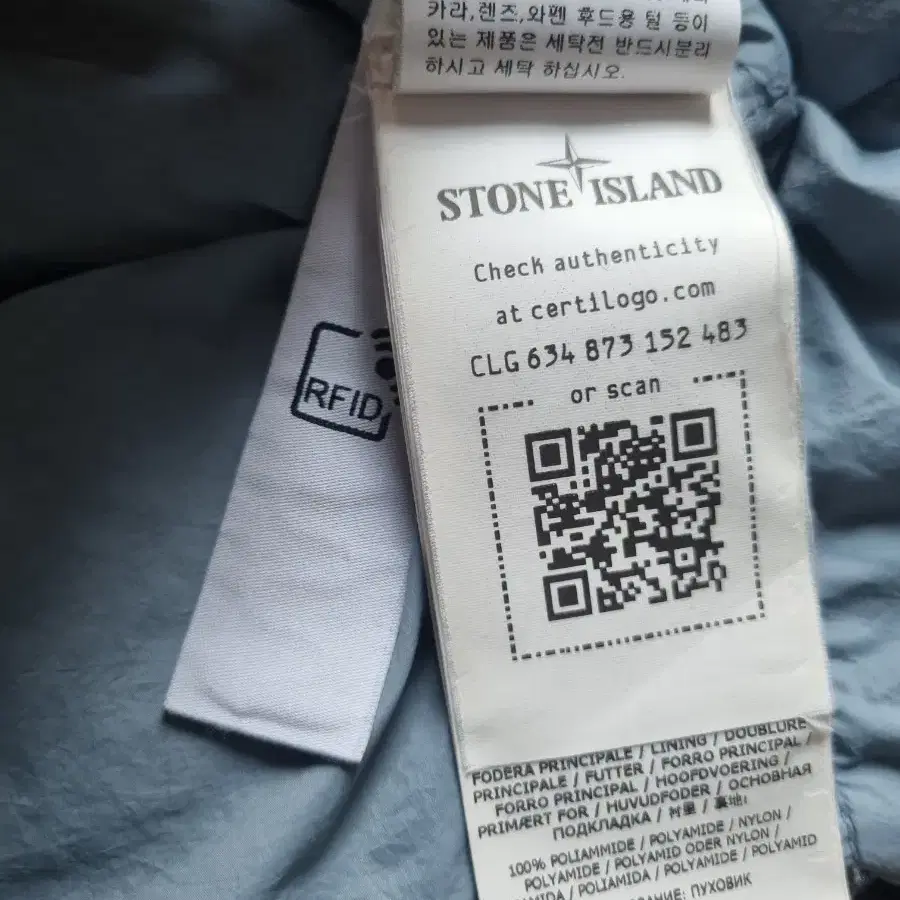 카라,렌즈,와펜 후드용 털 등이
있는 제품은 세탁전 반드시분리
하시고 세탁 하십시오.
STONE ISLAND
Check authenticity
at certilogo.com
CLG 634 873 152 483
or scan
RFID
FODERA PRINCIPALE / LINING / DOUBLURE
PRINCIPALE / FUTTER / FORRO PRINCIPAL /
FORRO PRINCIPAL / HOOFDVOERING /
PRIMÆRT FOR / HUVUDFODER / ОСНОВНАЯ
ПОДКЛАДКА / 衬里 / 裏地:
100% POLIAMMIDE / POLYAMIDE / NYLON /
POLYAMIDE / POLYAMID ODER NYLON /
/ POLIAMIDA / POLYAMIDE / POLYAMID
ПУХОВИК